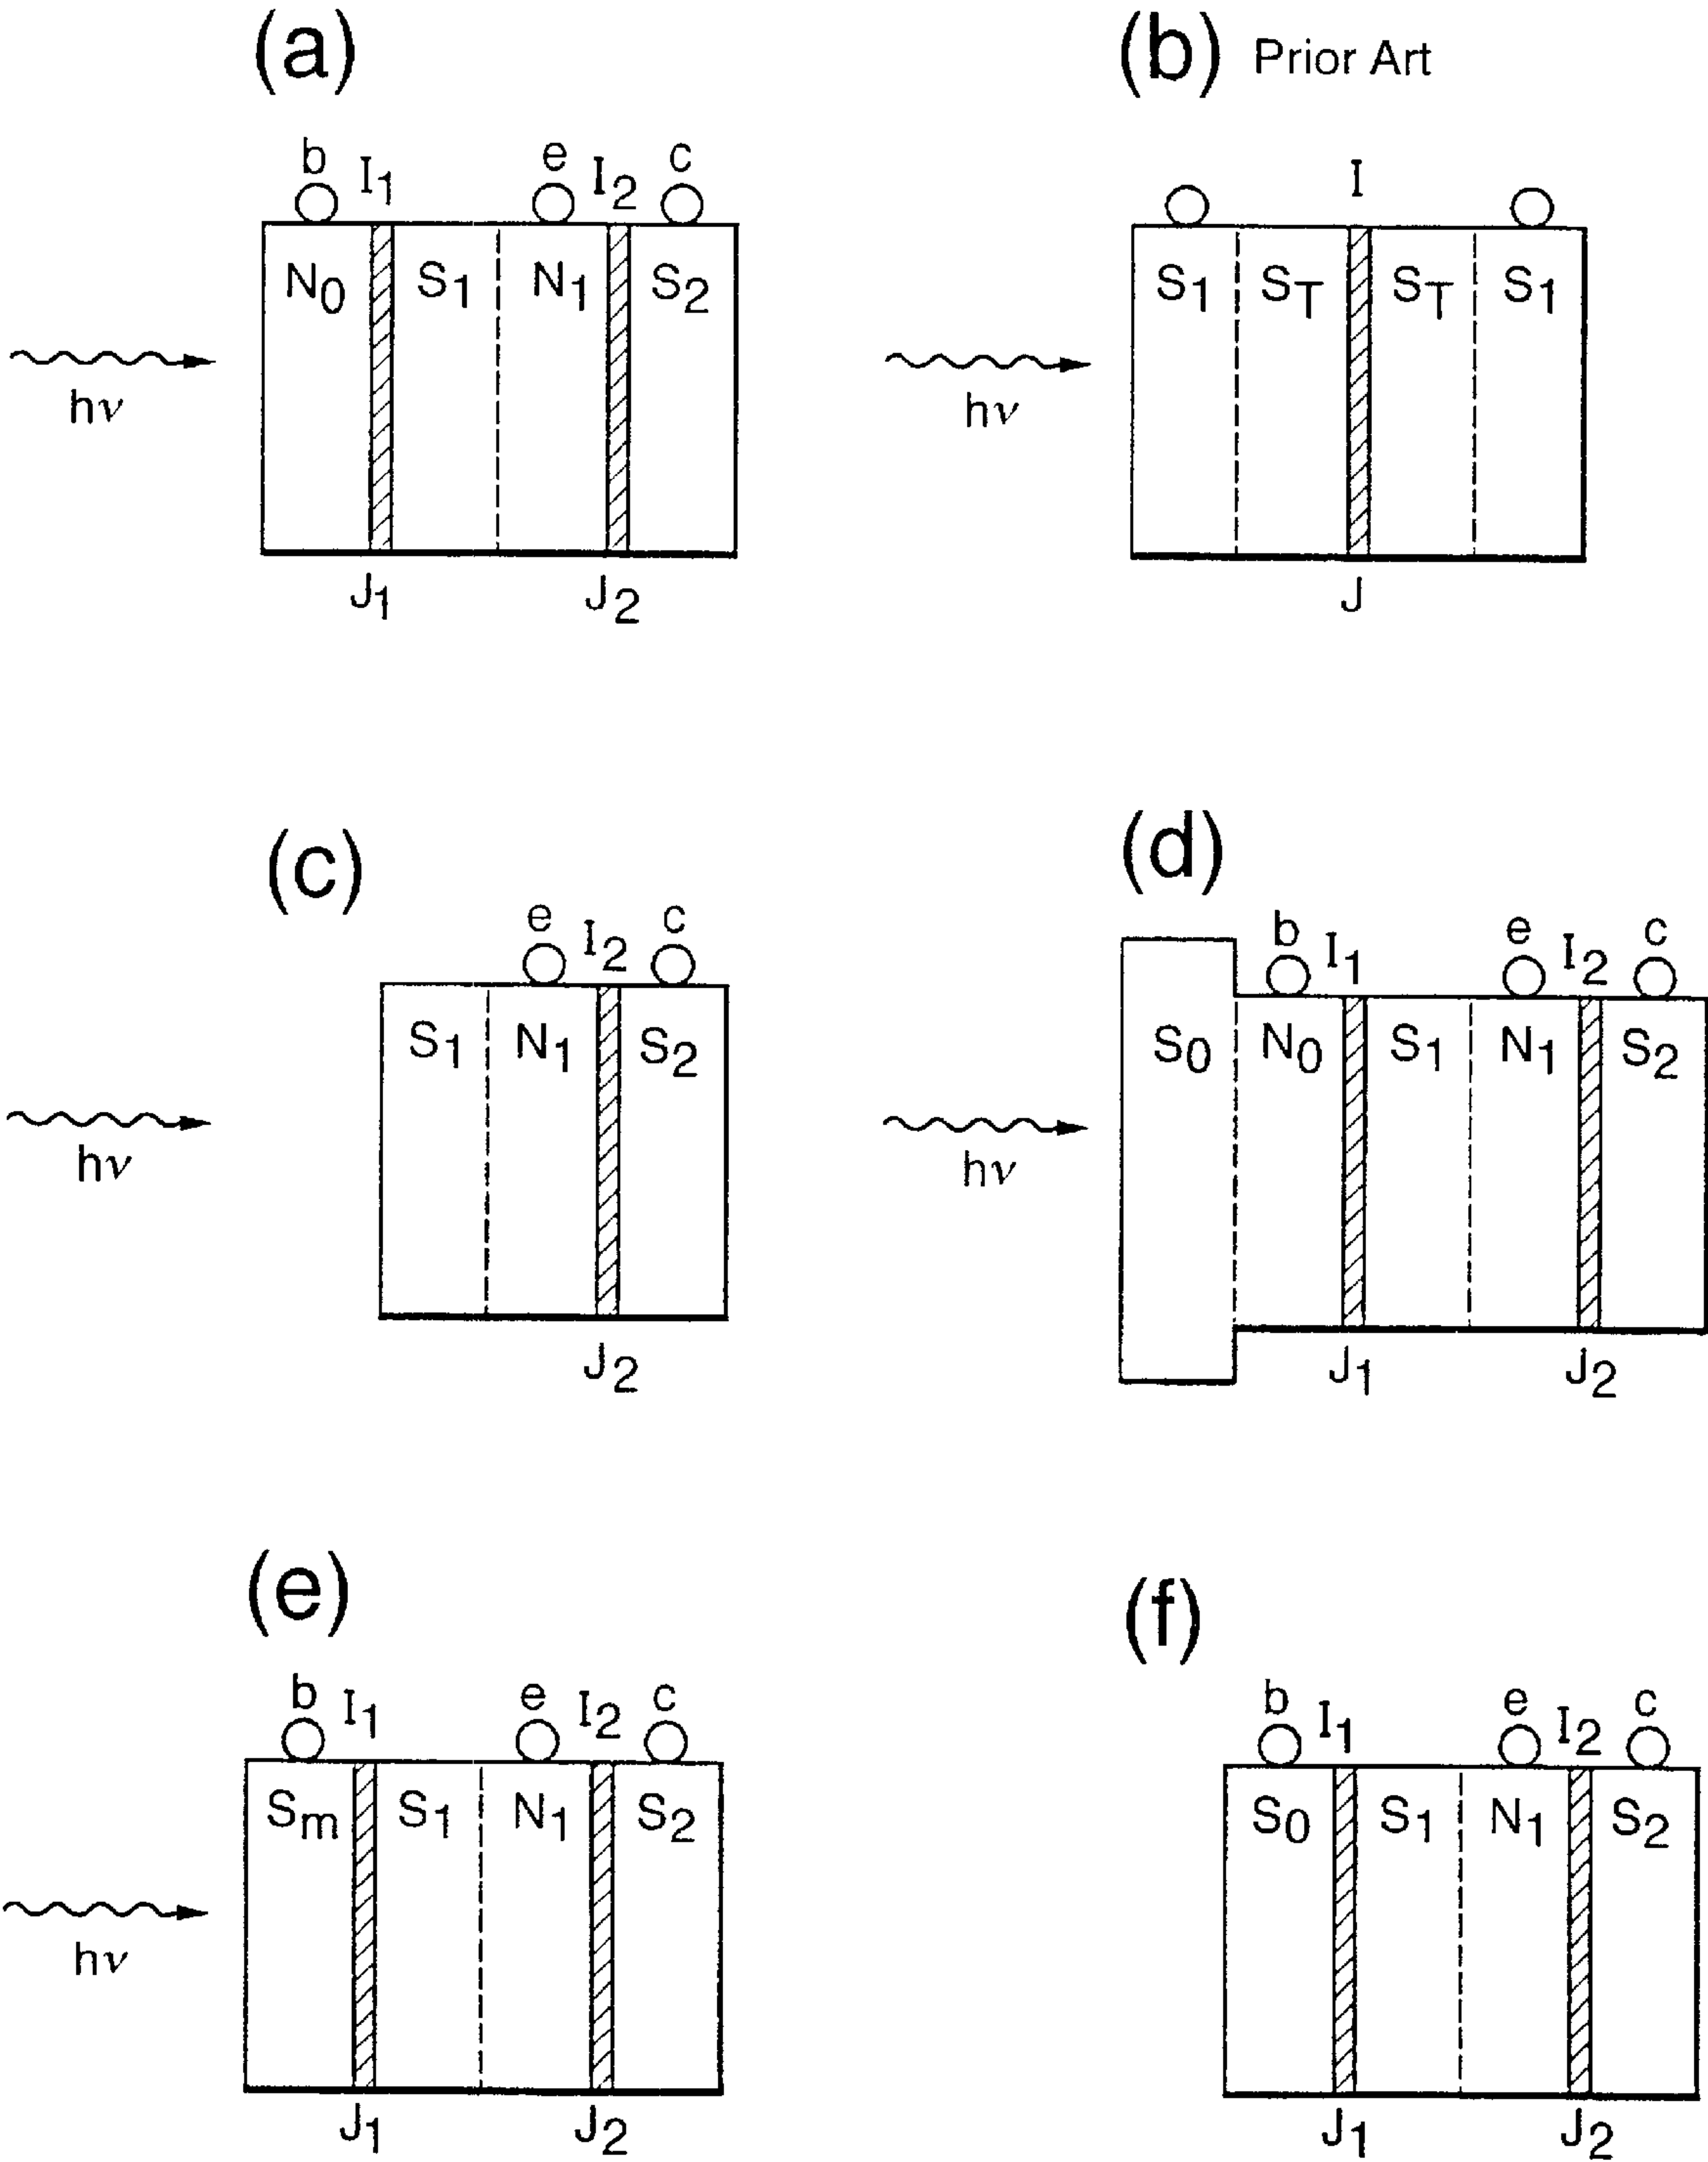 (a)
b I₁ e I₂ c
N₀ S₁ N₁ S₂
hν
J₁ J₂
(b) Prior Art
I
S₁ S_T S_T S₁
hν
J
(c)
e I₂ c
S₁ N₁ S₂
hν
J₂
(d)
b I₁ e I₂ c
S₀ N₀ S₁ N₁ S₂
hν
J₁ J₂
(e)
b I₁ e I₂ c
Sₘ S₁ N₁ S₂
hν
J₁ J₂
(f)
b I₁ e I₂ c
S₀ S₁ N₁ S₂
J₁ J₂